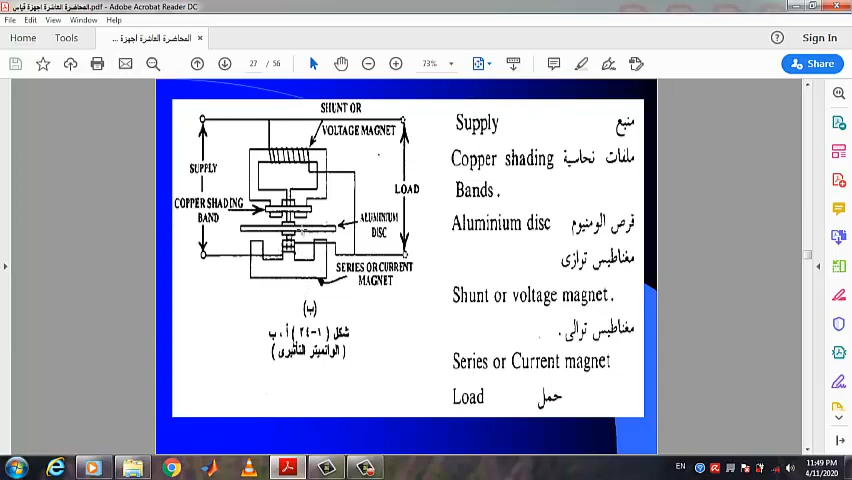 المحاضرة العاشرة اجهزة قياس.pdf - Adobe Acrobat Reader DC
File Edit View Window Help
Home Tools
المحاضرة العاشرة اجهزة ...
Sign In
27 / 56
73%
Share
SHUNT OR
VOLTAGE MAGNET
SUPPLY
LOAD
COPPER SHADING
BAND
ALUMINIUM
DISC
SERIES OR CURRENT
MAGNET
(ب)
شكل ( ١-٢٤ ) أ ، ب
( الواتميتر التأثيرى )
Supply منبع
Copper shading ملفات نحاسية
Bands.
Aluminium disc قرص الومنيوم
مغناطيس توازى
Shunt or voltage magnet.
مغناطيس توالى .
Series or Current magnet
Load حمل
EN
11:49 PM
4/11/2020